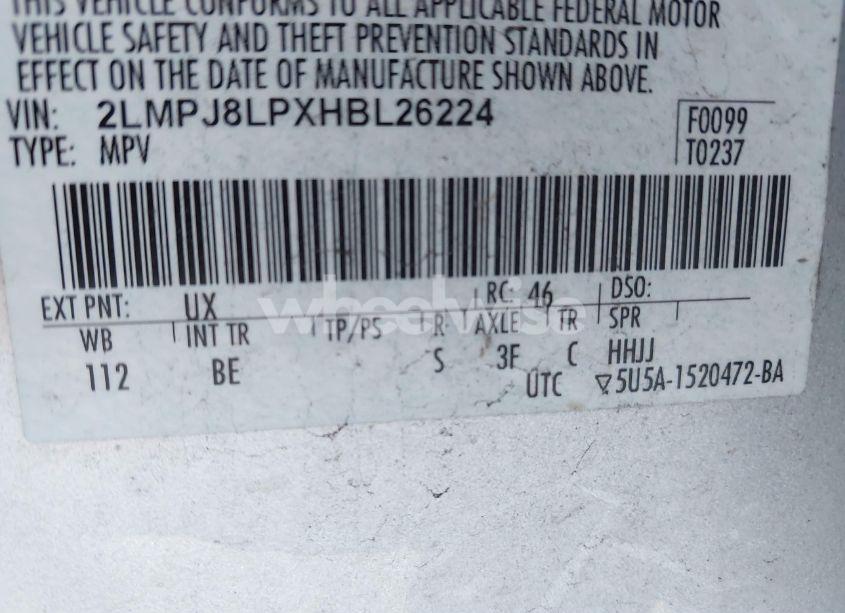 THIS VEHICLE CONFORMS TO ALL APPLICABLE FEDERAL MOTOR
VEHICLE SAFETY AND THEFT PREVENTION STANDARDS IN
EFFECT ON THE DATE OF MANUFACTURE SHOWN ABOVE.
VIN: 2LMPJ8LPXHBL26224
TYPE: MPV
F0099
T0237
EXT PNT: UX RC: 46 DSO:
WB INT TR TP/PS R AXLE TR SPR
112 BE S 3F C HHJJ
UTC ▽5U5A-1520472-BA
wheelwise